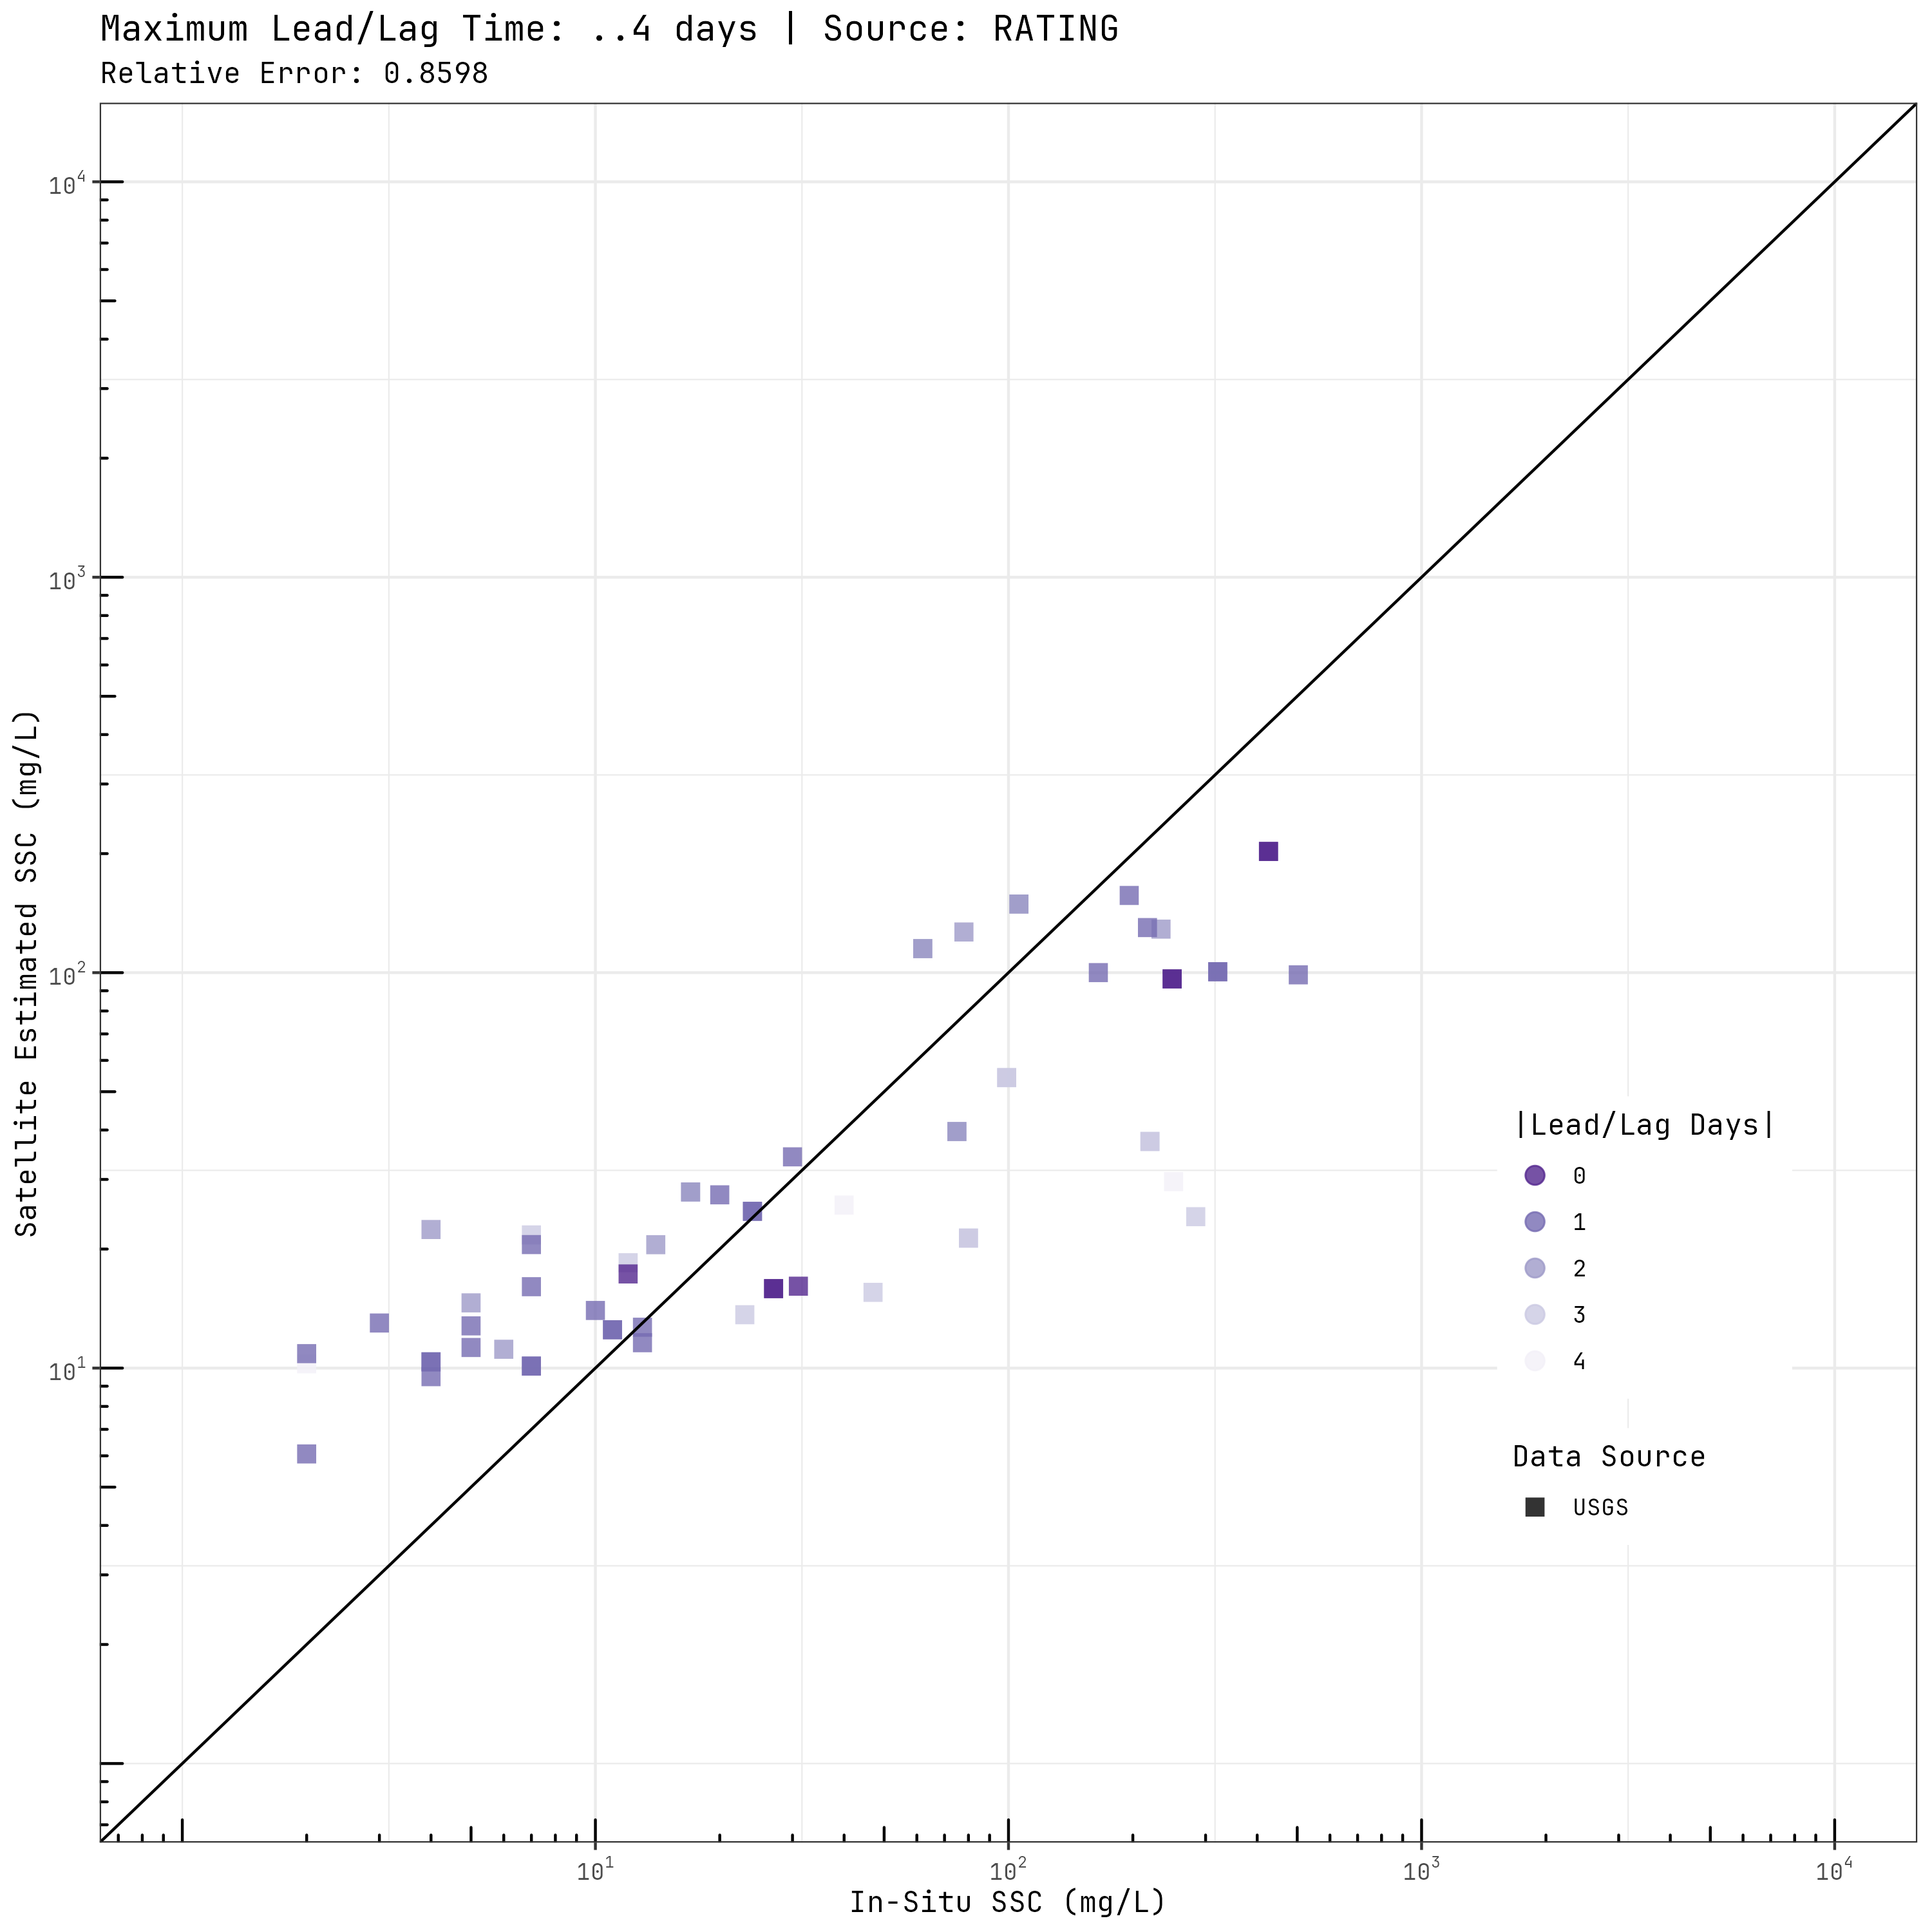 Maximum Lead/Lag Time: ..4 days | Source: RATING
Relative Error: 0.8598
10⁴
10³
10²
10¹
Satellite Estimated SSC (mg/L)
|Lead/Lag Days|
0
1
2
3
4
Data Source
USGS
10¹ 10² 10³ 10⁴
In-Situ SSC (mg/L)